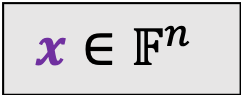 𝒙 ∈ 𝔽ⁿ